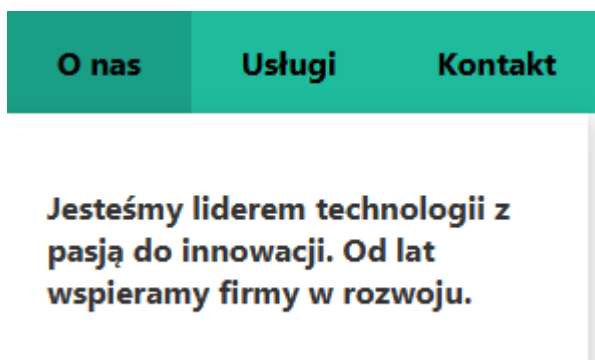 O nas Usługi Kontakt
Jesteśmy liderem technologii z
pasją do innowacji. Od lat
wspieramy firmy w rozwoju.